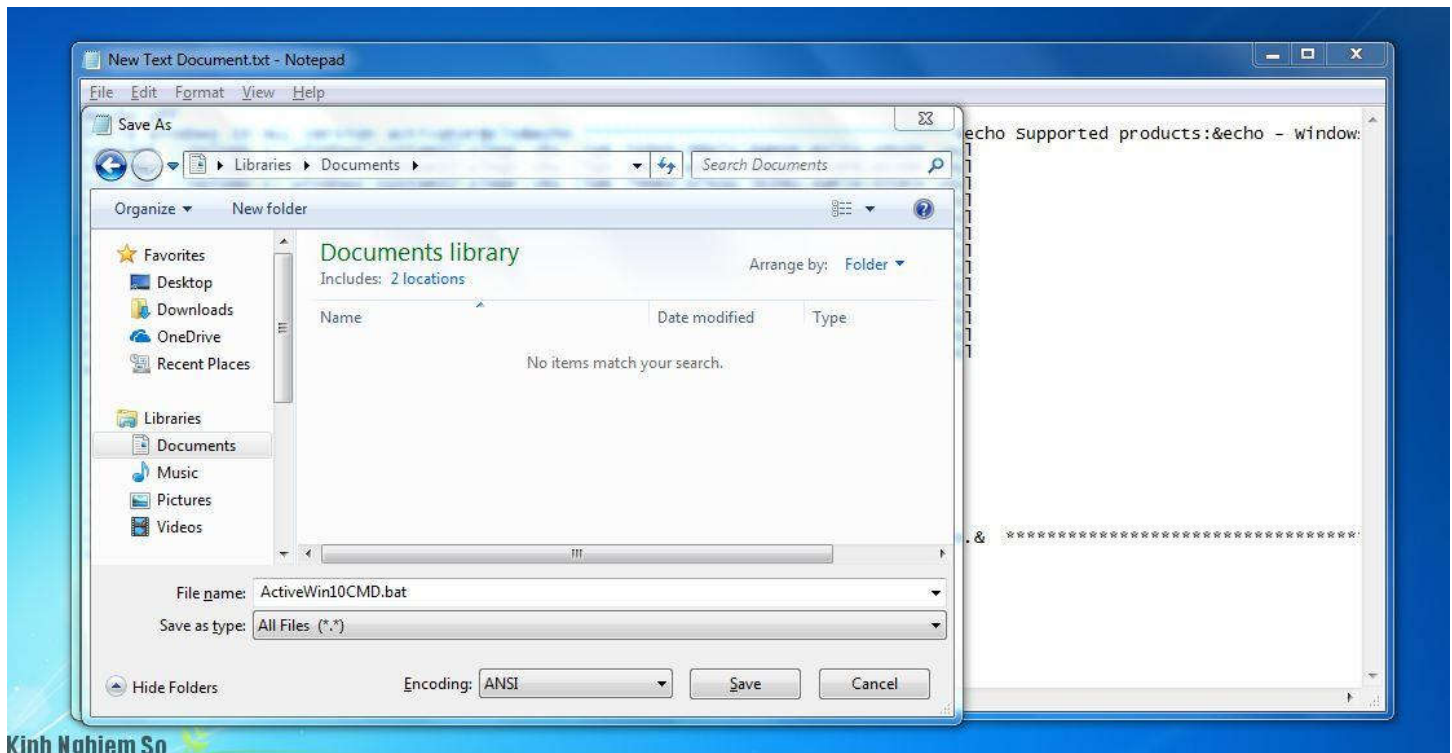 New Text Document.txt - Notepad
File Edit Format View Help
Save As
echo Supported products:&echo - Window
Libraries Documents
Search Documents
Organize New folder
Favorites
Desktop
Downloads
OneDrive
Recent Places
Libraries
Documents
Music
Pictures
Videos
Documents library
Includes: 2 locations
Arrange by: Folder
Name Date modified Type
No items match your search.
.& **********************************
File name: ActiveWin10CMD.bat
Save as type: All Files (*.*)
Hide Folders
Encoding: ANSI
Save Cancel
Kinh Nghiem So